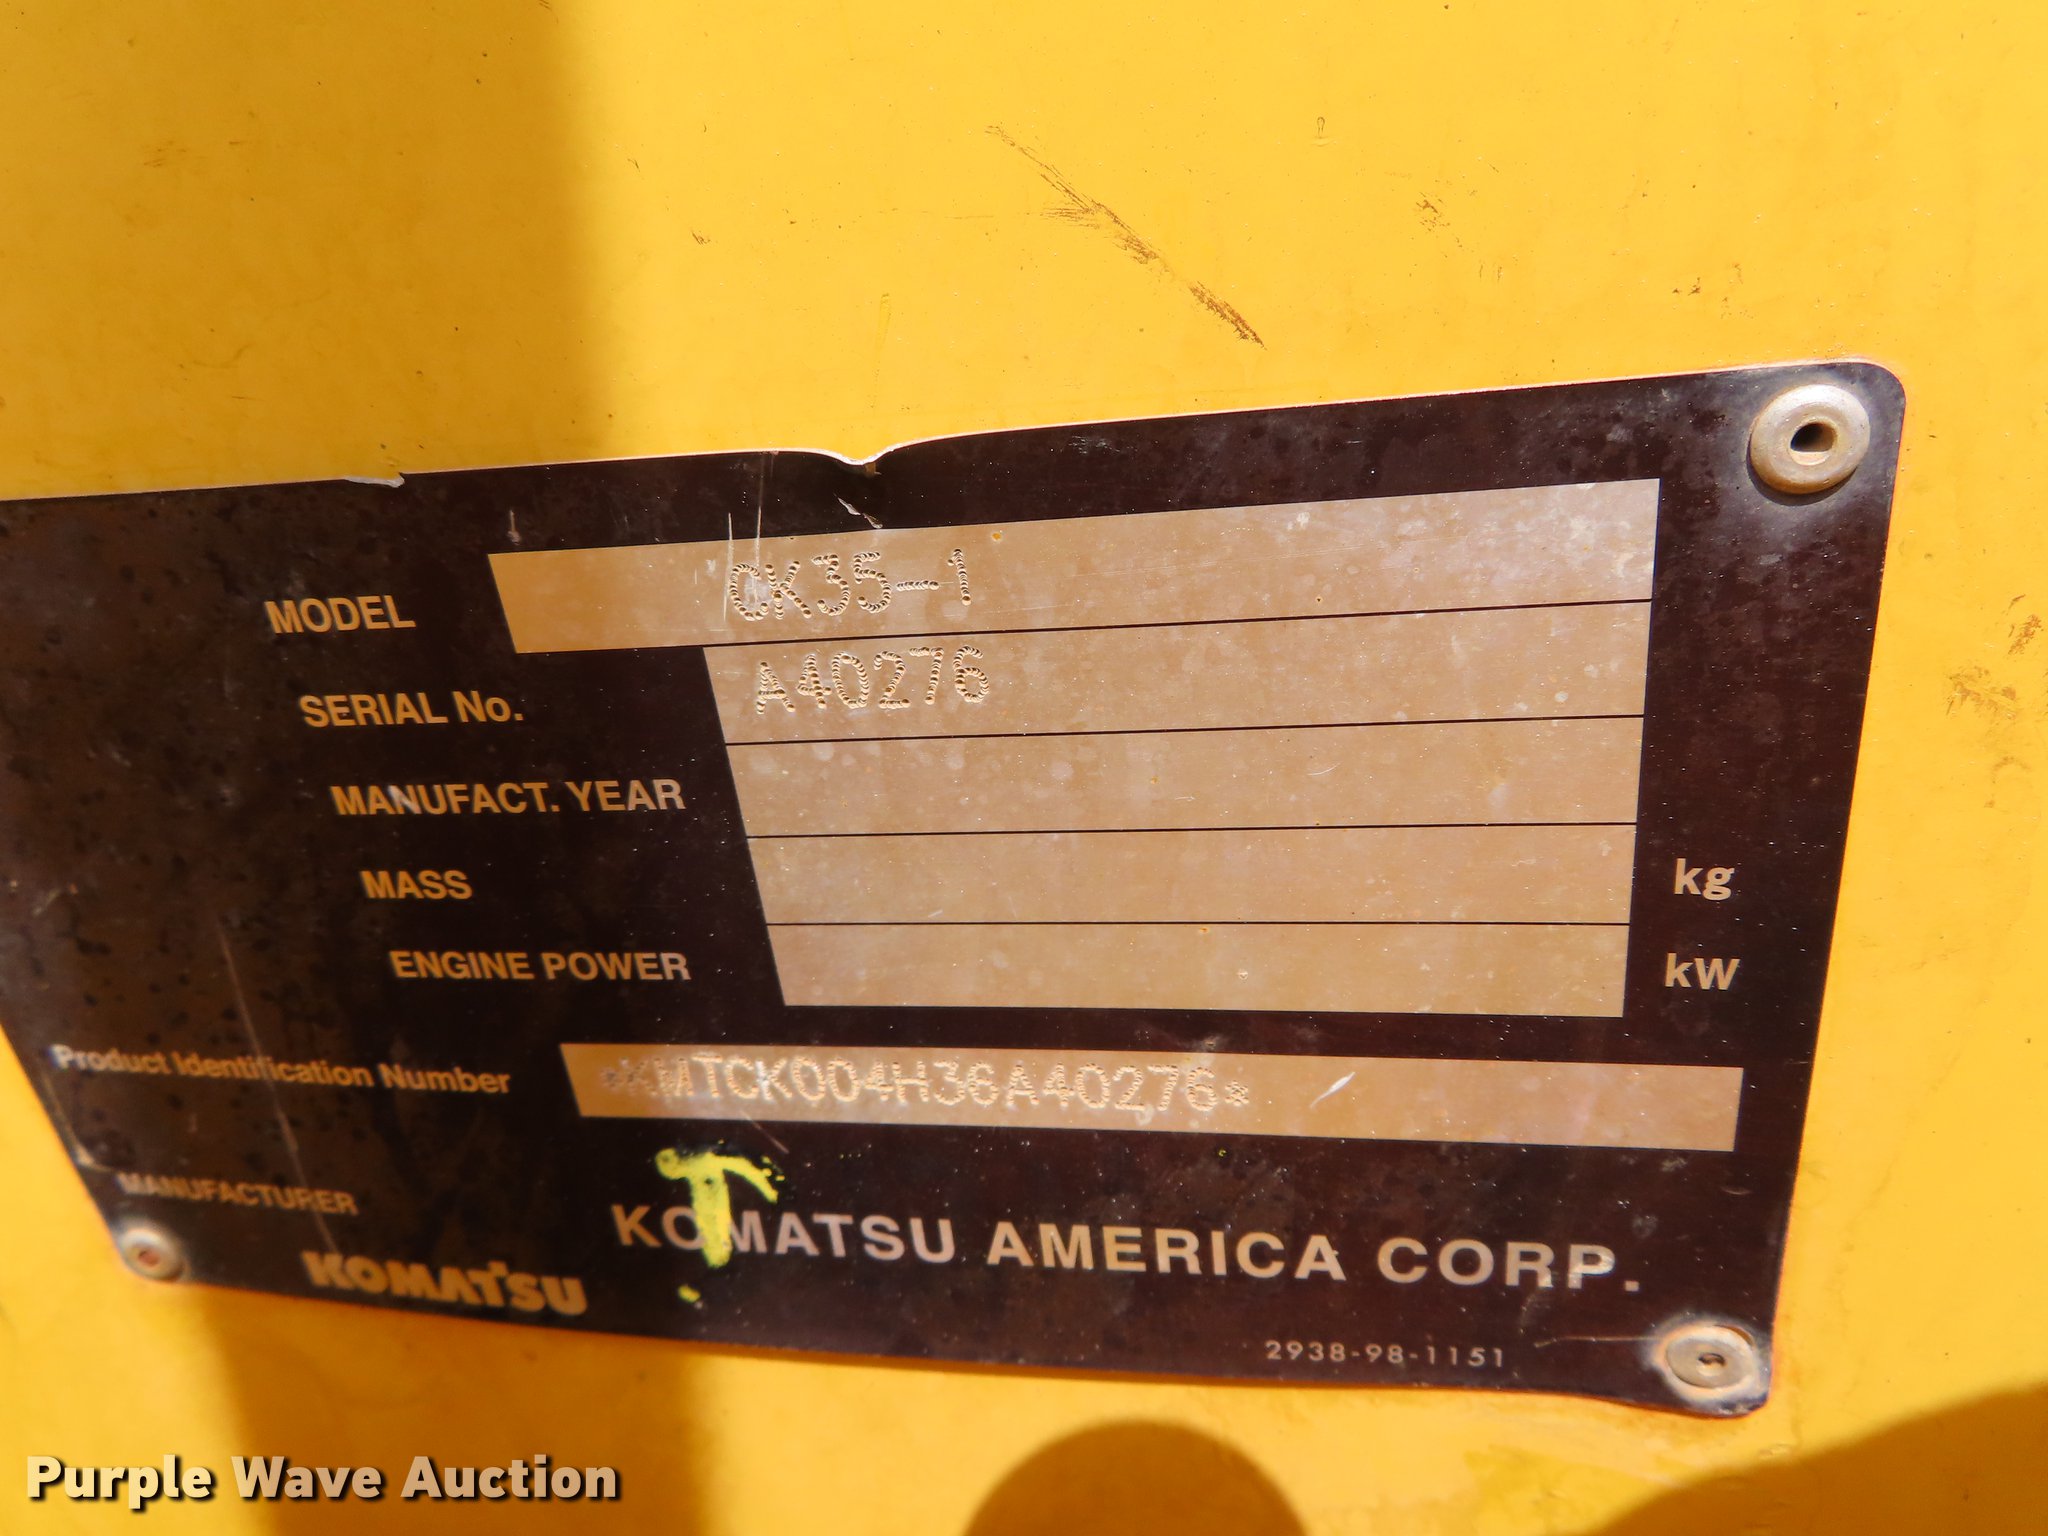 MODEL CK35-1
SERIAL No. A40276
MANUFACT. YEAR
MASS kg
ENGINE POWER kW
Product Identification Number *KMTCK004H36A40276*
MANUFACTURER
KOMATSU KOMATSU AMERICA CORP.
2938-98-1151
Purple Wave Auction